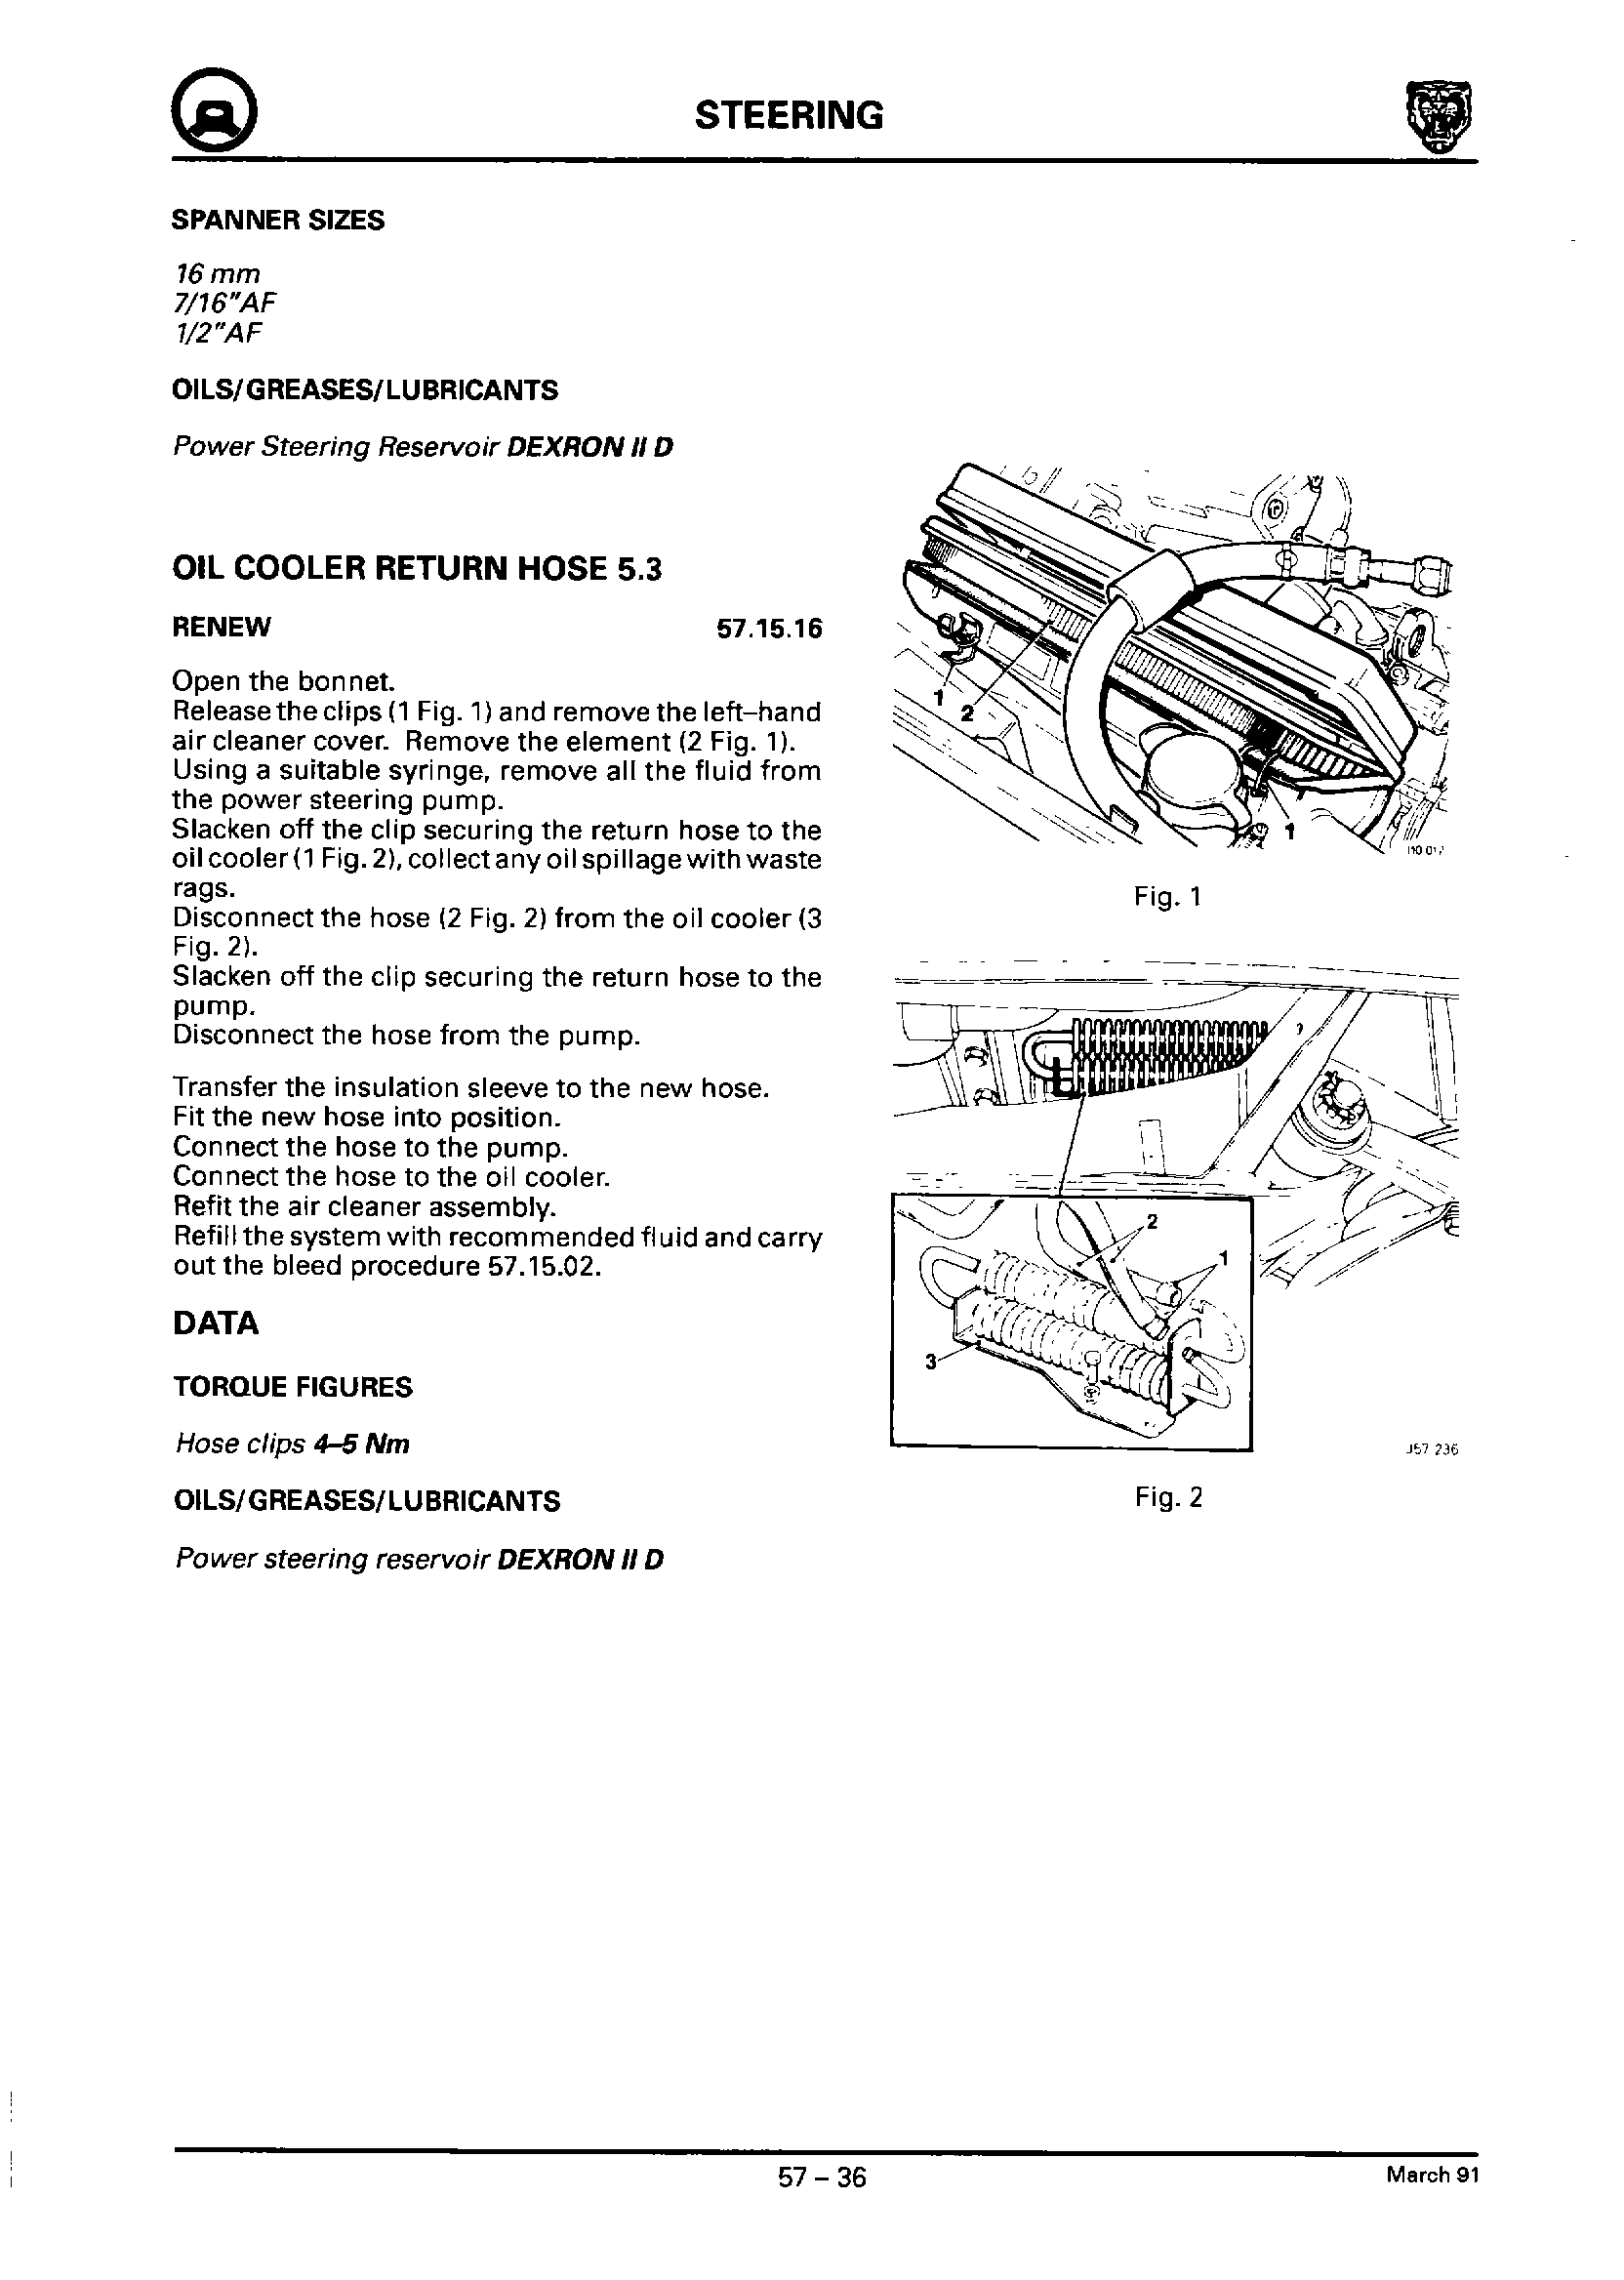 STEERING
SPANNER SIZES
16 mm
7/16"AF
1/2"AF
OILS/GREASES/LUBRICANTS
Power Steering Reservoir DEXRON II D
OIL COOLER RETURN HOSE 5.3
RENEW 57.15.16
Open the bonnet.
Release the clips (1 Fig. 1) and remove the left-hand
air cleaner cover. Remove the element (2 Fig. 1).
Using a suitable syringe, remove all the fluid from
the power steering pump.
Slacken off the clip securing the return hose to the
oil cooler (1 Fig. 2), collect any oil spillage with waste
rags.
Disconnect the hose (2 Fig. 2) from the oil cooler (3
Fig. 2).
Slacken off the clip securing the return hose to the
pump.
Disconnect the hose from the pump.
Transfer the insulation sleeve to the new hose.
Fit the new hose into position.
Connect the hose to the pump.
Connect the hose to the oil cooler.
Refit the air cleaner assembly.
Refill the system with recommended fluid and carry
out the bleed procedure 57.15.02.
DATA
TORQUE FIGURES
Hose clips 4–5 Nm
OILS/GREASES/LUBRICANTS
Power steering reservoir DEXRON II D
1
2
1
Fig. 1
2
1
3
J57 236
Fig. 2
57 – 36
March 91